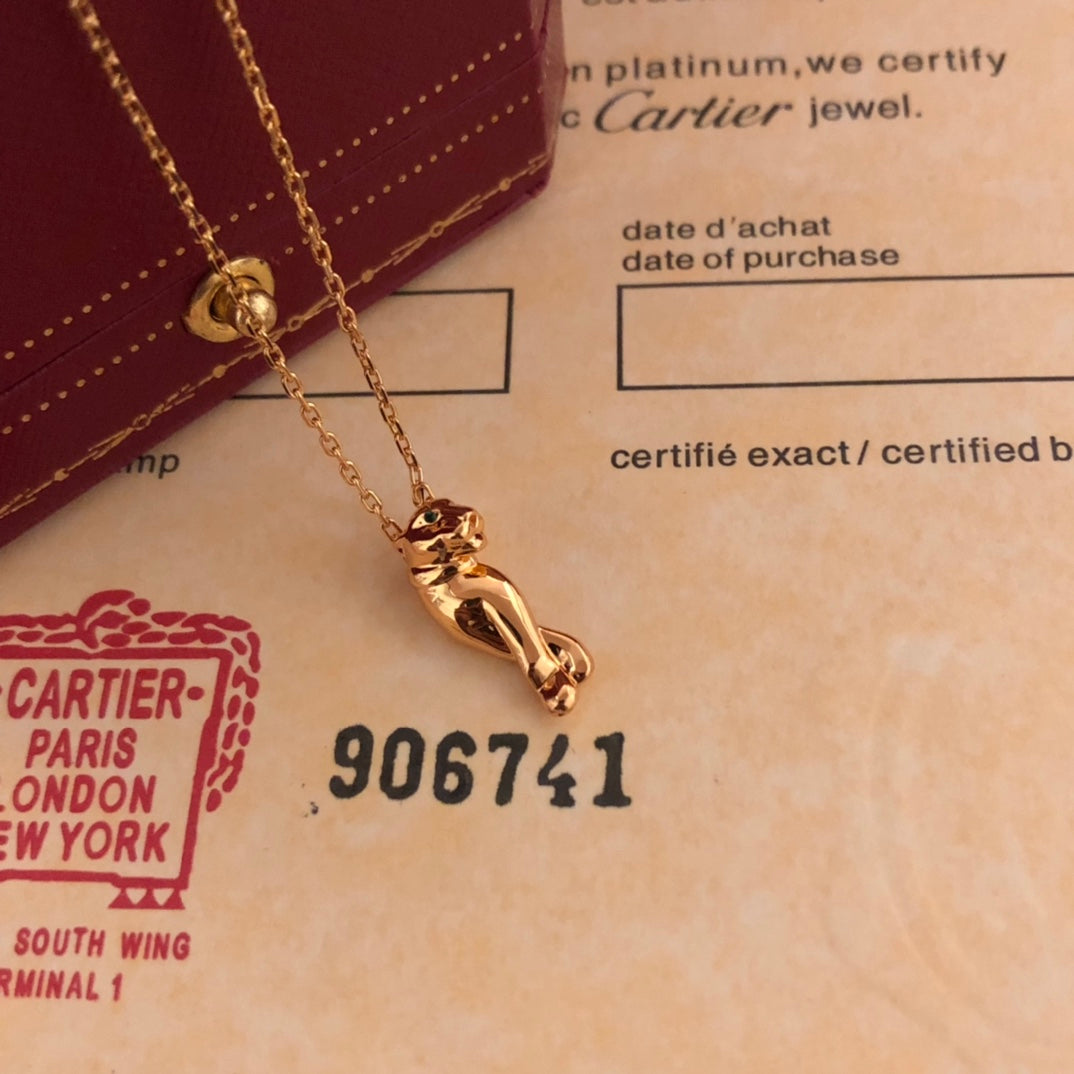 n platinum, we certify
c Cartier jewel.
date d'achat
date of purchase
certifié exact / certified b
mp
-CARTIER-
PARIS
LONDON
EW YORK
SOUTH WING
RMINAL 1
906741